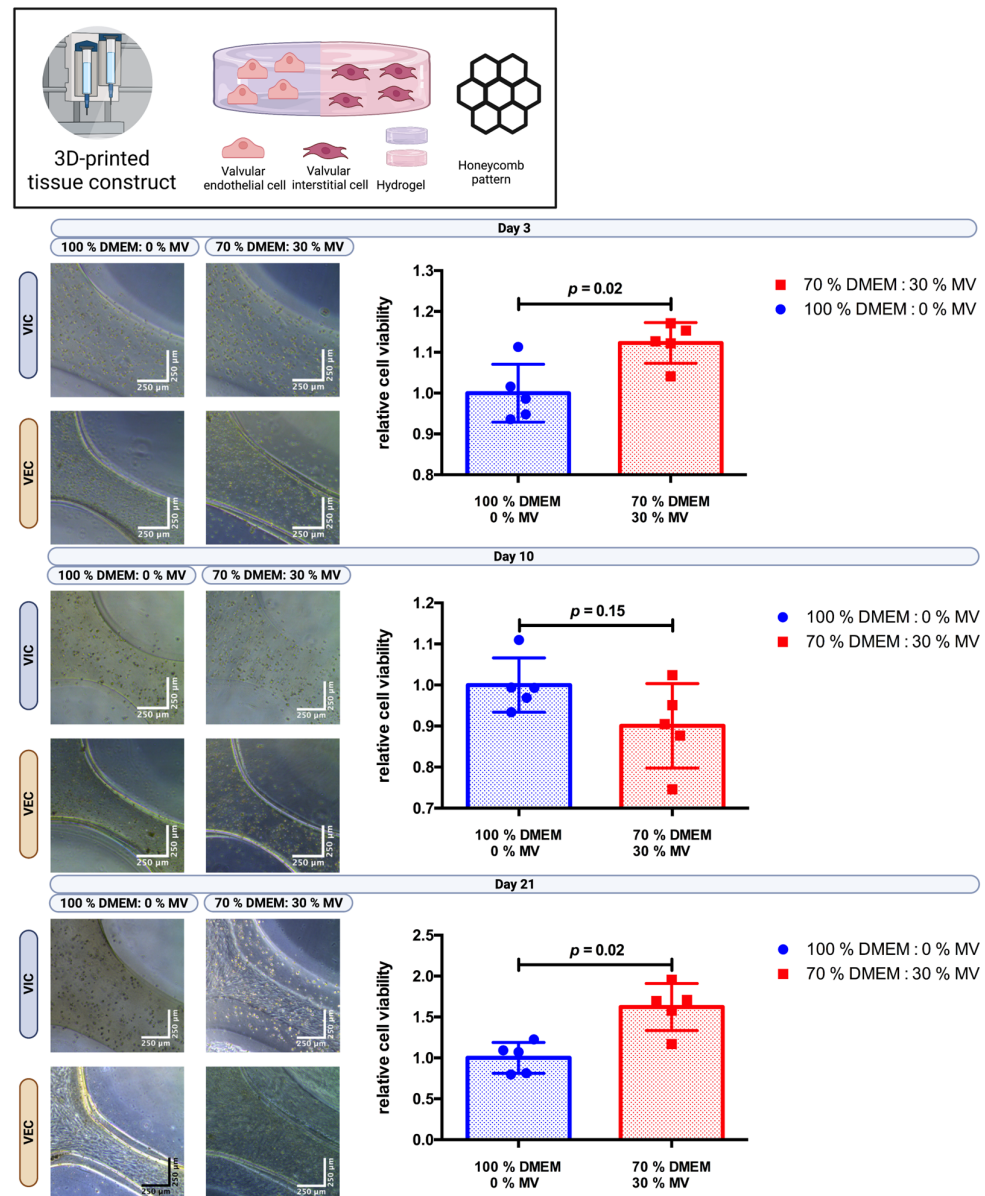 3D-printed
tissue construct
Valvular
endothelial cell
Valvular
interstitial cell
Hydrogel
Honeycomb
pattern
Day 3
100 % DMEM: 0 % MV
70 % DMEM: 30 % MV
VIC
250 µm
250 µm
250 µm
250 µm
VEC
250 µm
250 µm
250 µm
250 µm
relative cell viability
1.3
1.2
1.1
1.0
0.9
0.8
p = 0.02
100 % DMEM
0 % MV
70 % DMEM
30 % MV
70 % DMEM : 30 % MV
100 % DMEM : 0 % MV
Day 10
100 % DMEM: 0 % MV
70 % DMEM: 30 % MV
VIC
250 µm
250 µm
250 µm
250 µm
VEC
250 µm
250 µm
250 µm
250 µm
relative cell viability
1.2
1.1
1.0
0.9
0.8
0.7
p = 0.15
100 % DMEM
0 % MV
70 % DMEM
30 % MV
100 % DMEM : 0 % MV
70 % DMEM : 30 % MV
Day 21
100 % DMEM: 0 % MV
70 % DMEM: 30 % MV
VIC
250 µm
250 µm
250 µm
250 µm
VEC
250 µm
250 µm
250 µm
250 µm
relative cell viability
2.5
2.0
1.5
1.0
0.5
0.0
p = 0.02
100 % DMEM
0 % MV
70 % DMEM
30 % MV
100 % DMEM : 0 % MV
70 % DMEM : 30 % MV